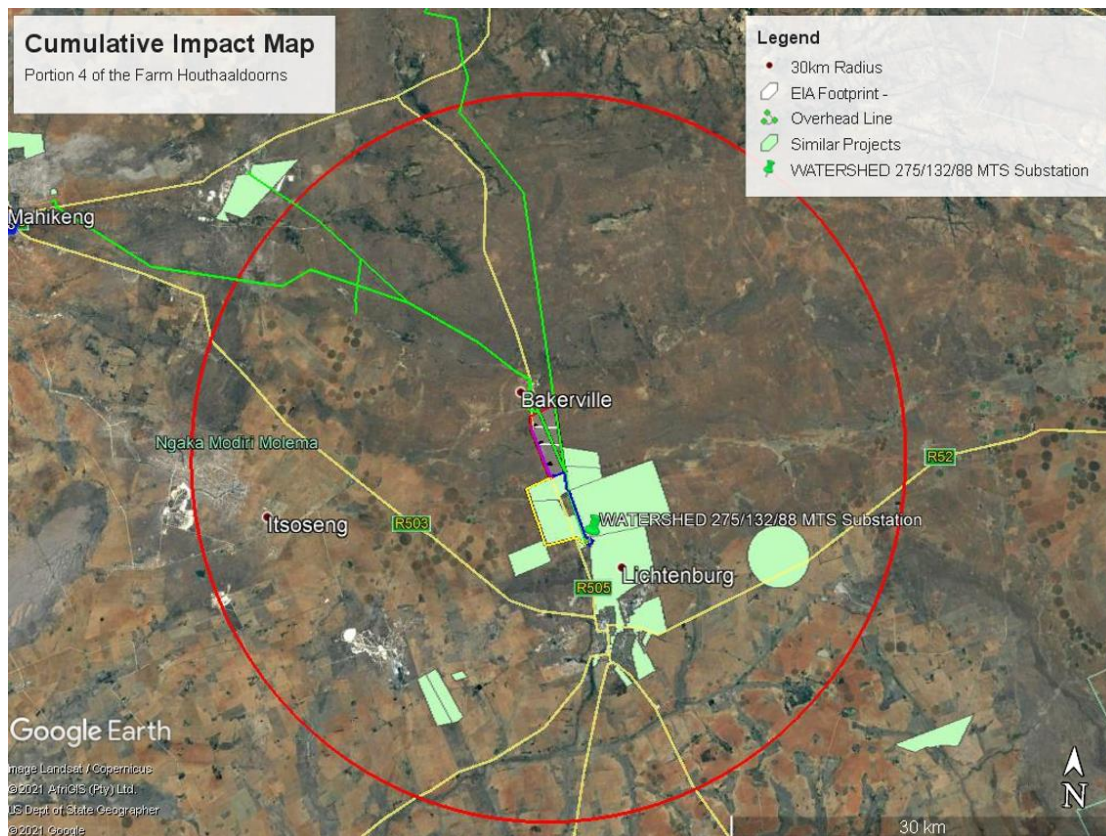 Cumulative Impact Map
Portion 4 of the Farm Houthaaldoorns
Legend
30km Radius
EIA Footprint -
Overhead Line
Similar Projects
WATERSHED 275/132/88 MTS Substation
Mahikeng
Bakerville
Ngaka Modiri Molema
R52
Itsoseng
R503
WATERSHED 275/132/88 MTS Substation
Lichtenburg
R505
Google Earth
Image Landsat / Copernicus
©2021 AfriGIS (Pty) Ltd.
US Dept of State Geographer
©2021 Google
30 km
N